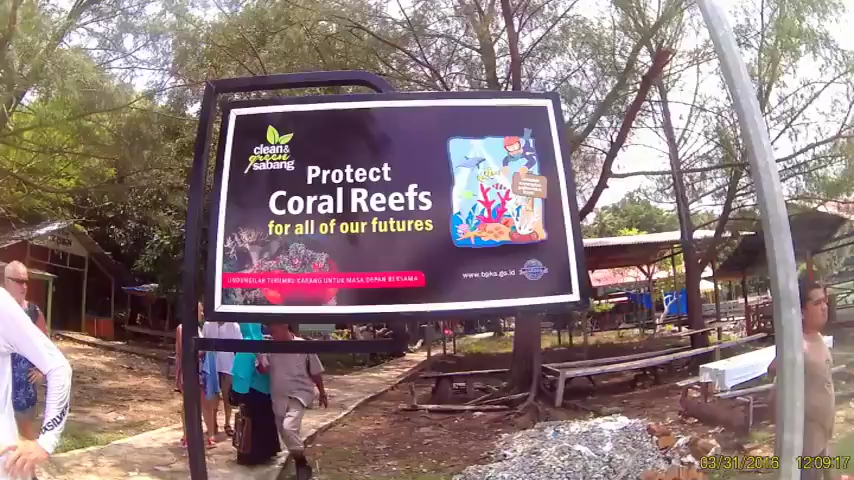 clean&
green
sabang
Protect
Coral Reefs
for all of our futures
LINDUNGILAH TERUMBU KARANG UNTUK MASA DEPAN BERSAMA
www.bpks.go.id
03/31/2016 12:09:17